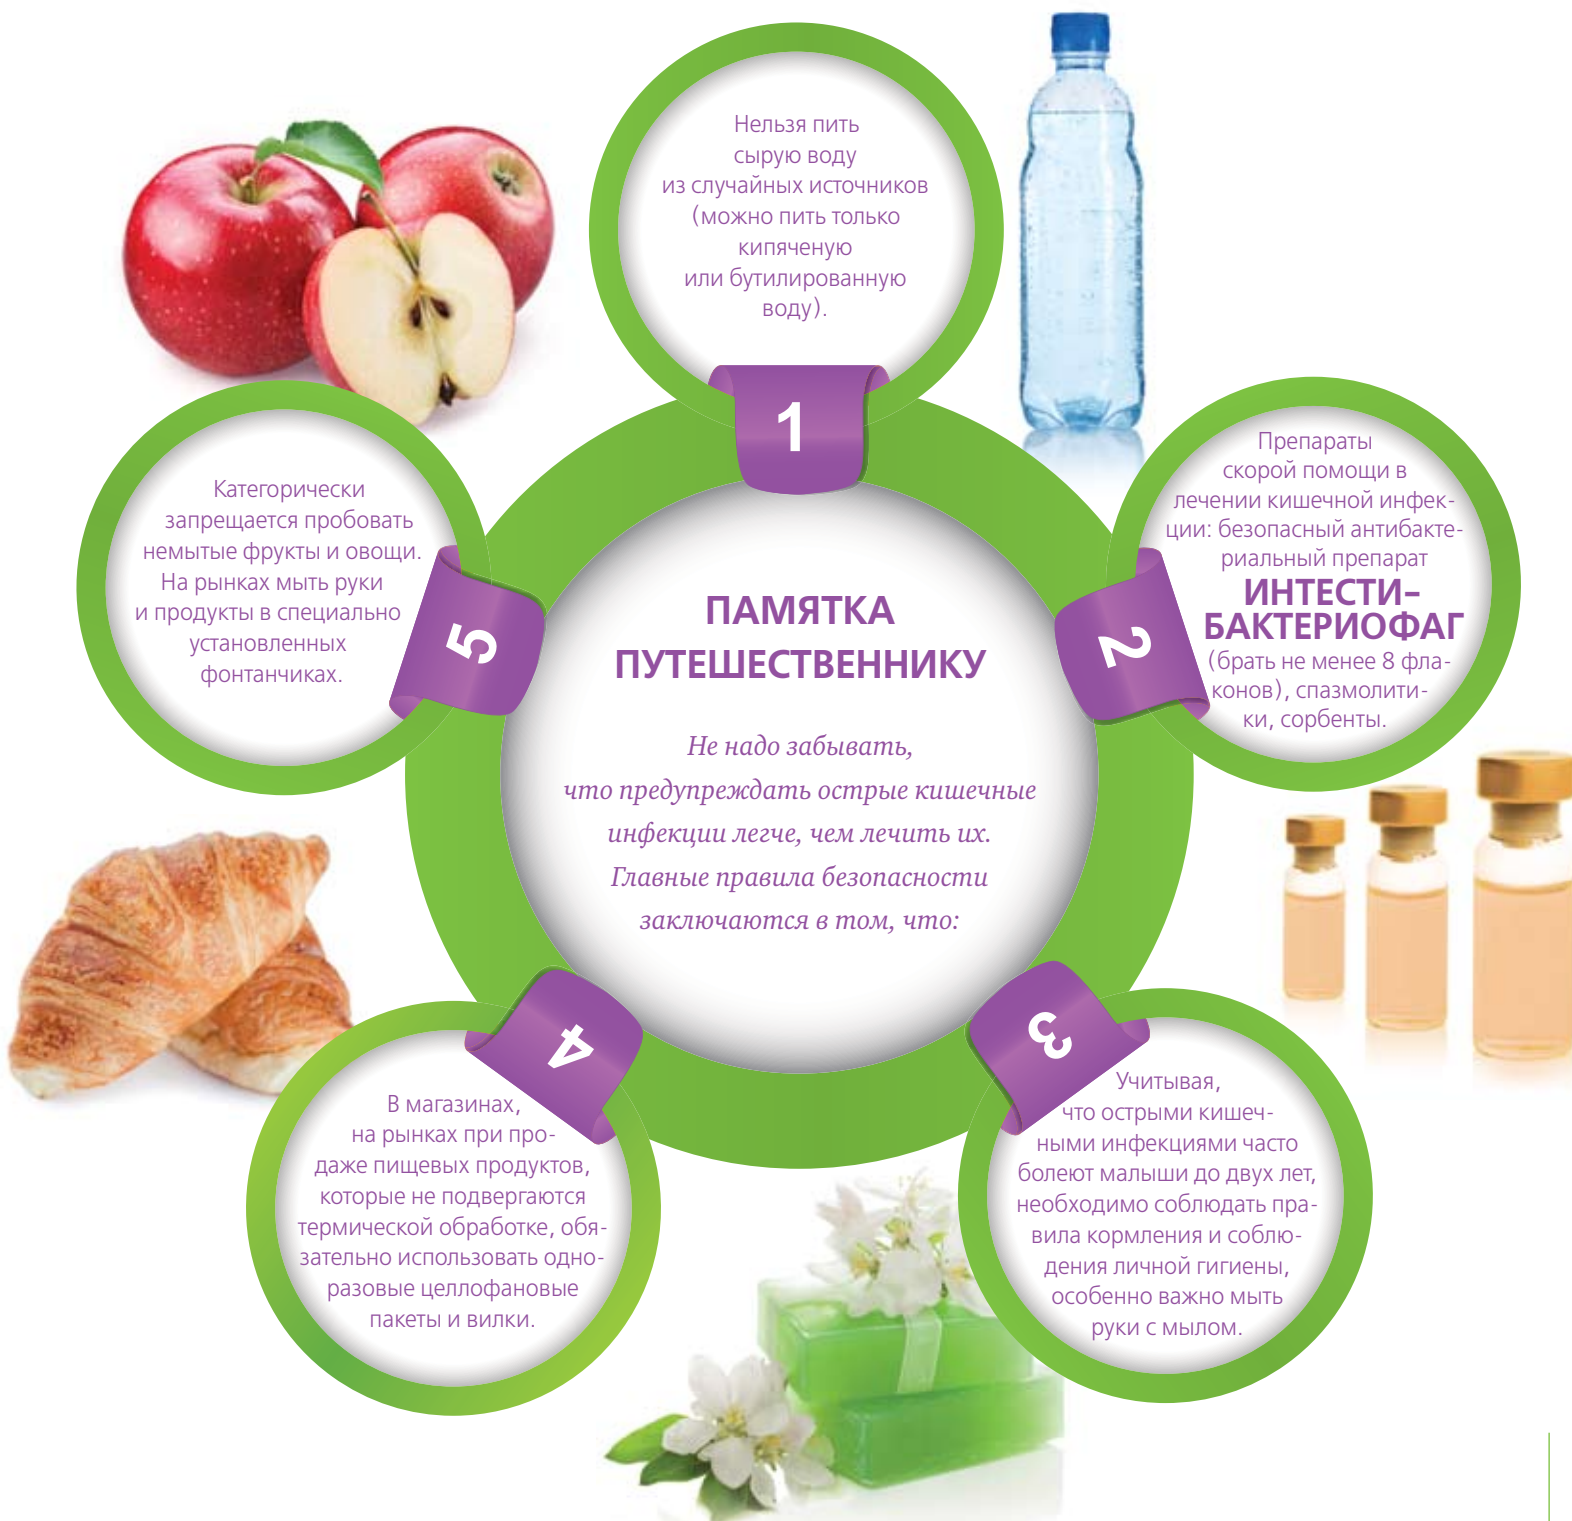 ПАМЯТКА
ПУТЕШЕСТВЕННИКУ
Не надо забывать,
что предупреждать острые кишечные
инфекции легче, чем лечить их.
Главные правила безопасности
заключаются в том, что:
1
Нельзя пить
сырую воду
из случайных источников
(можно пить только
кипяченую
или бутилированную
воду).
2
Препараты
скорой помощи в
лечении кишечной инфек-
ции: безопасный антибакте-
риальный препарат
ИНТЕСТИ-
БАКТЕРИОФАГ
(брать не менее 8 фла-
конов), спазмолити-
ки, сорбенты.
3
Учитывая,
что острыми кишеч-
ными инфекциями часто
болеют малыши до двух лет,
необходимо соблюдать пра-
вила кормления и соблю-
дения личной гигиены,
особенно важно мыть
руки с мылом.
4
В магазинах,
на рынках при про-
даже пищевых продуктов,
которые не подвергаются
термической обработке, обя-
зательно использовать одно-
разовые целлофановые
пакеты и вилки.
5
Категорически
запрещается пробовать
немытые фрукты и овощи.
На рынках мыть руки
и продукты в специально
установленных
фонтанчиках.